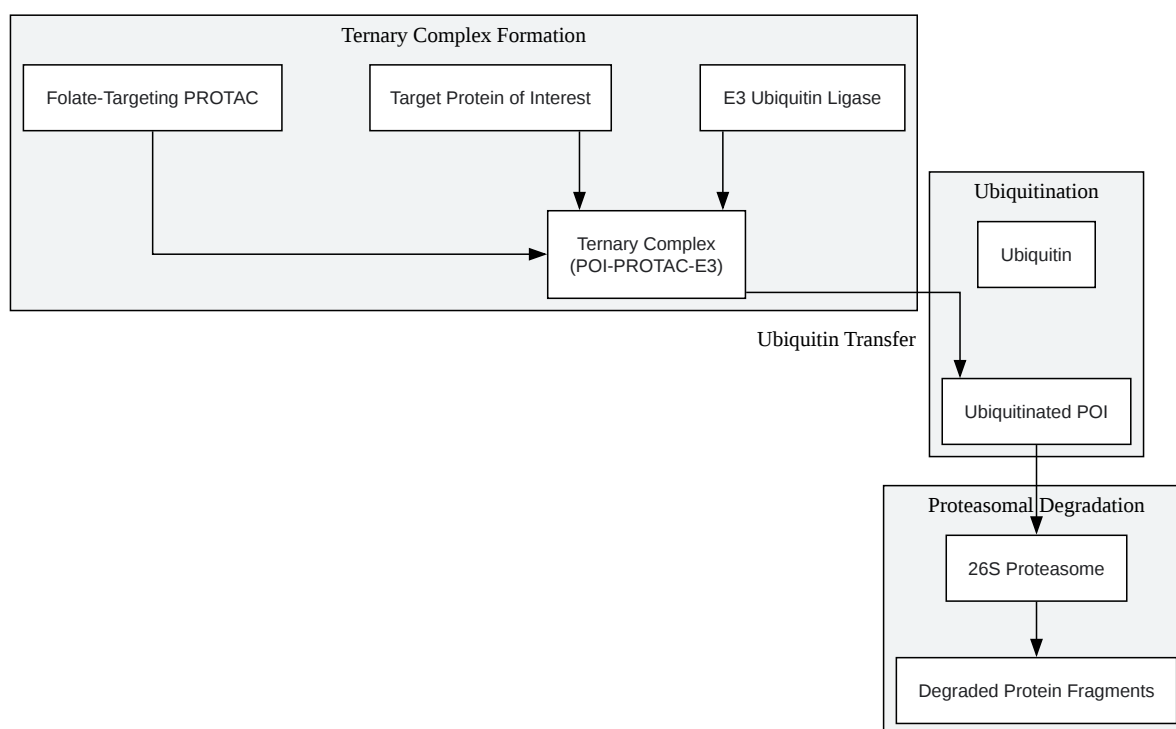 Ternary Complex Formation
Folate-Targeting PROTAC
Target Protein of Interest
E3 Ubiquitin Ligase
Ternary Complex
(POI-PROTAC-E3)
Ubiquitin Transfer
Ubiquitination
Ubiquitin
Ubiquitinated POI
Proteasomal Degradation
26S Proteasome
Degraded Protein Fragments